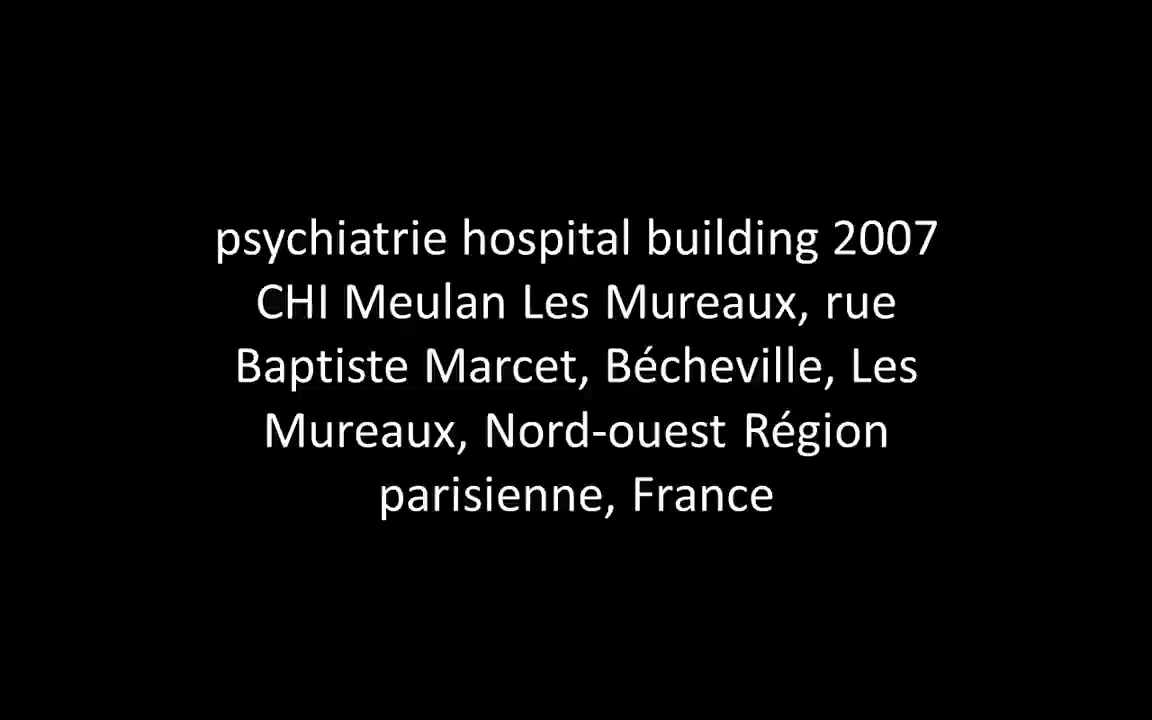 psychiatrie hospital building 2007
CHI Meulan Les Mureaux, rue
Baptiste Marcet, Bécheville, Les
Mureaux, Nord-ouest Région
parisienne, France